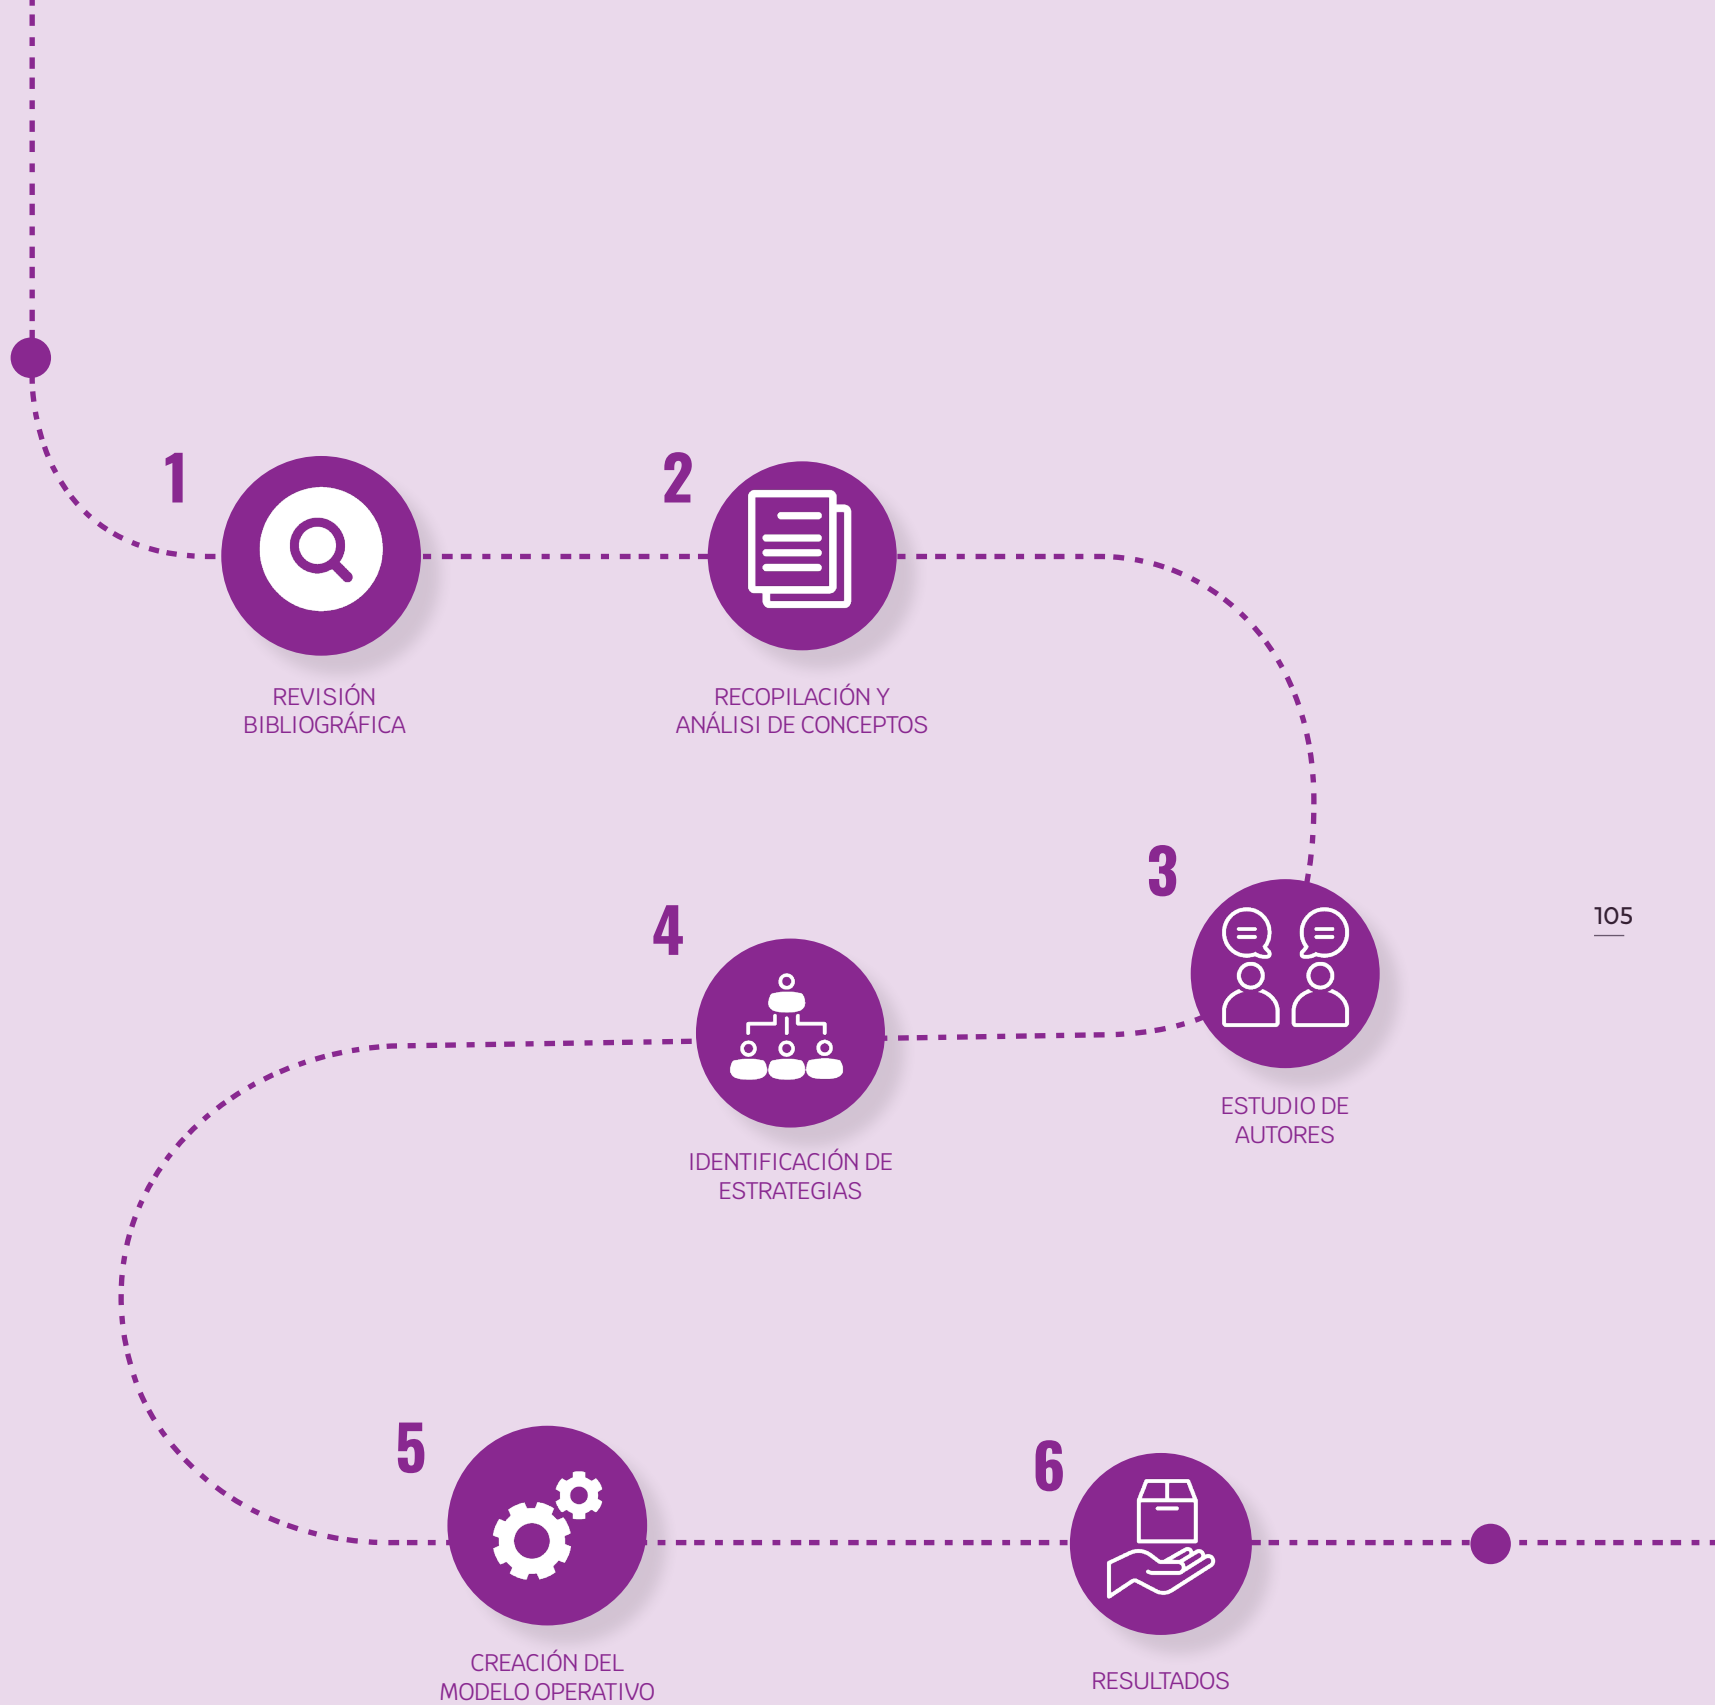 1
REVISIÓN
BIBLIOGRÁFICA
2
RECOPILACIÓN Y
ANÁLISI DE CONCEPTOS
3
ESTUDIO DE
AUTORES
105
4
IDENTIFICACIÓN DE
ESTRATEGIAS
5
CREACIÓN DEL
MODELO OPERATIVO
6
RESULTADOS